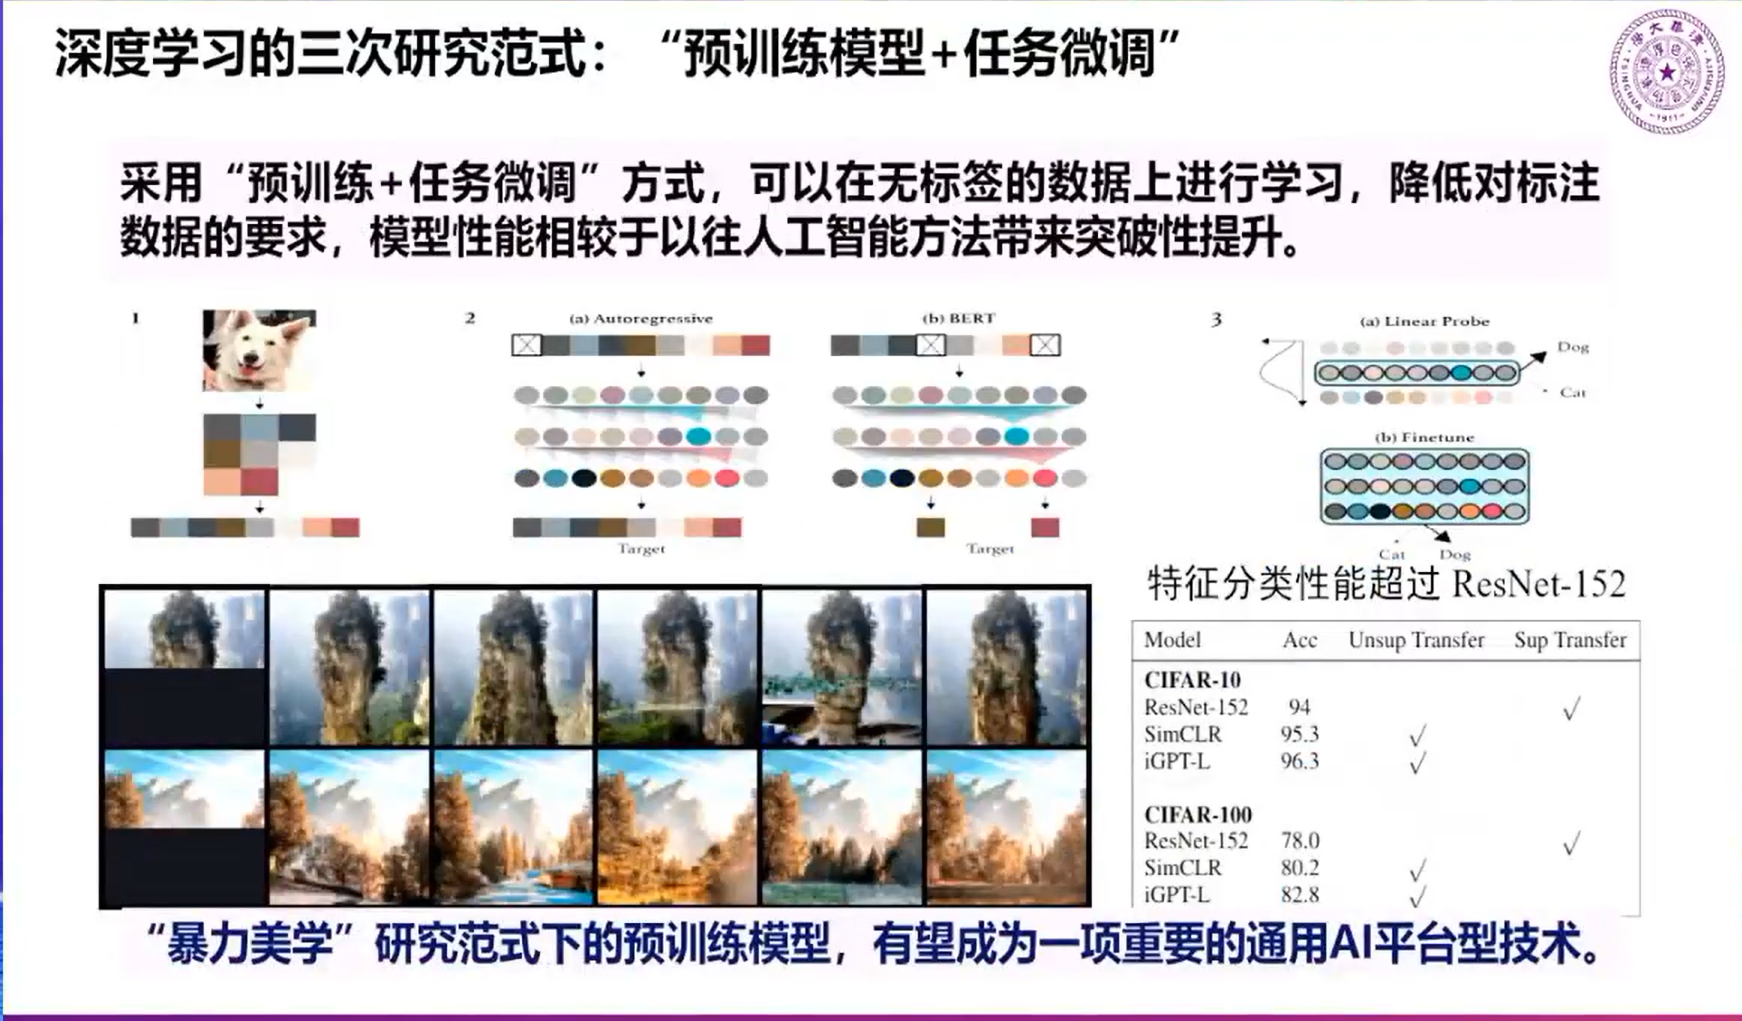 深度学习的三次研究范式：“预训练模型+任务微调”
采用“预训练+任务微调”方式，可以在无标签的数据上进行学习，降低对标注
数据的要求，模型性能相较于以往人工智能方法带来突破性提升。
1
2
(a) Autoregressive
(b) BERT
3
(a) Linear Probe
Dog
Cat
(b) Finetune
Target
Target
Cat
Dog
特征分类性能超过 ResNet-152
Model Acc Unsup Transfer Sup Transfer
CIFAR-10
ResNet-152 94 √
SimCLR 95.3 √
iGPT-L 96.3 √
CIFAR-100
ResNet-152 78.0 √
SimCLR 80.2 √
iGPT-L 82.8 √
“暴力美学”研究范式下的预训练模型，有望成为一项重要的通用AI平台型技术。
TSINGHUA UNIVERSITY
-1911-